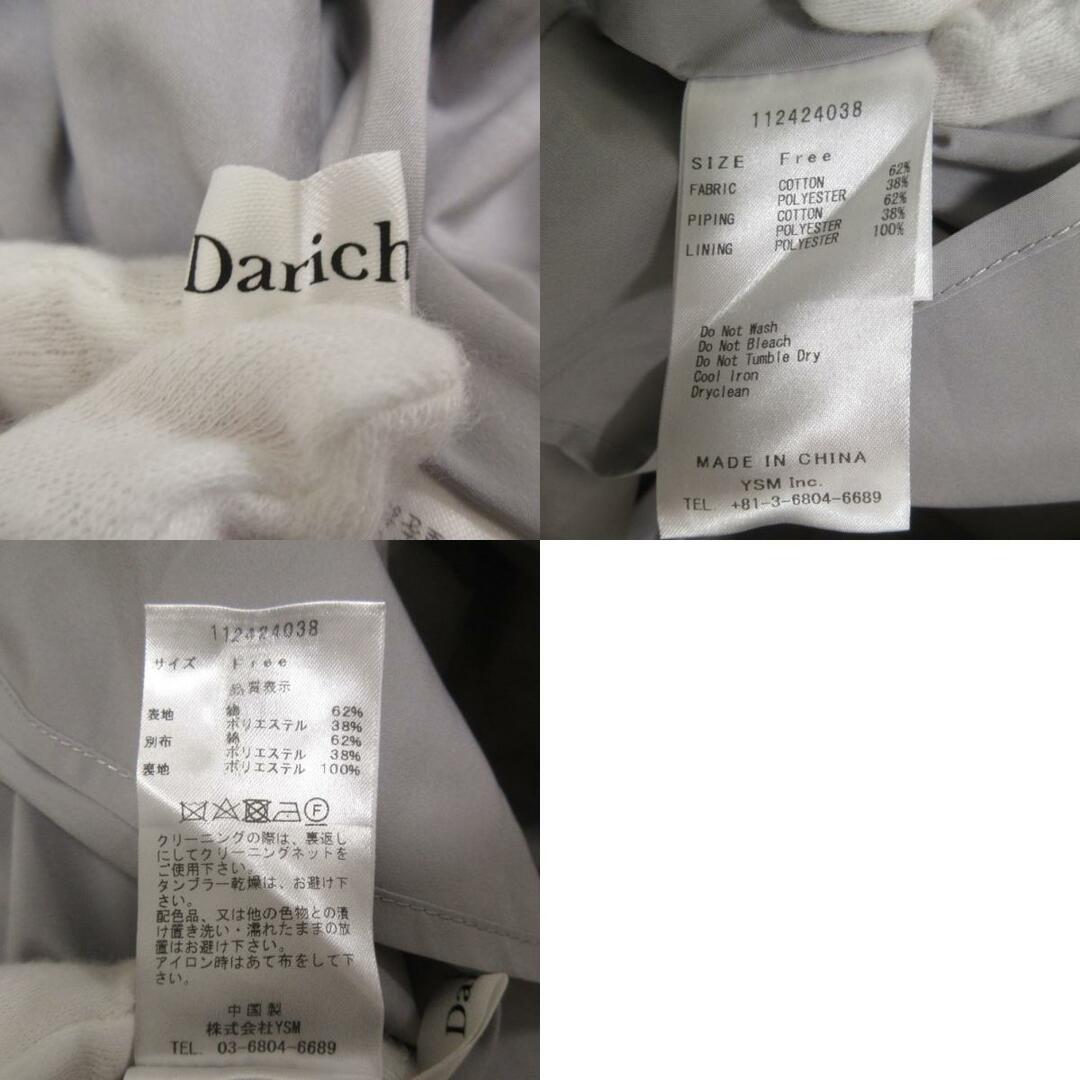 Darich
112424038
SIZE Free
FABRIC COTTON 62%
POLYESTER 38%
PIPING COTTON 62%
POLYESTER 38%
LINING POLYESTER 100%
Do Not Wash
Do Not Bleach
Do Not Tumble Dry
Cool Iron
Dryclean
MADE IN CHINA
YSM Inc.
TEL. +81-3-6804-6689
112424038
サイズ Free
品質表示
表地 綿 62%
ポリエステル 38%
別布 綿 62%
ポリエステル 38%
裏地 ポリエステル 100%
F
クリーニングの際は、裏返し
にしてクリーニングネットを
ご使用下さい。
タンブラー乾燥は、お避け下
さい。
配色品、又は他の色物との漬
け置き洗い・濡れたままの放
置はお避け下さい。
アイロン時はあて布をして下
さい。
中国製
株式会社YSM
TEL. 03-6804-6689
Da